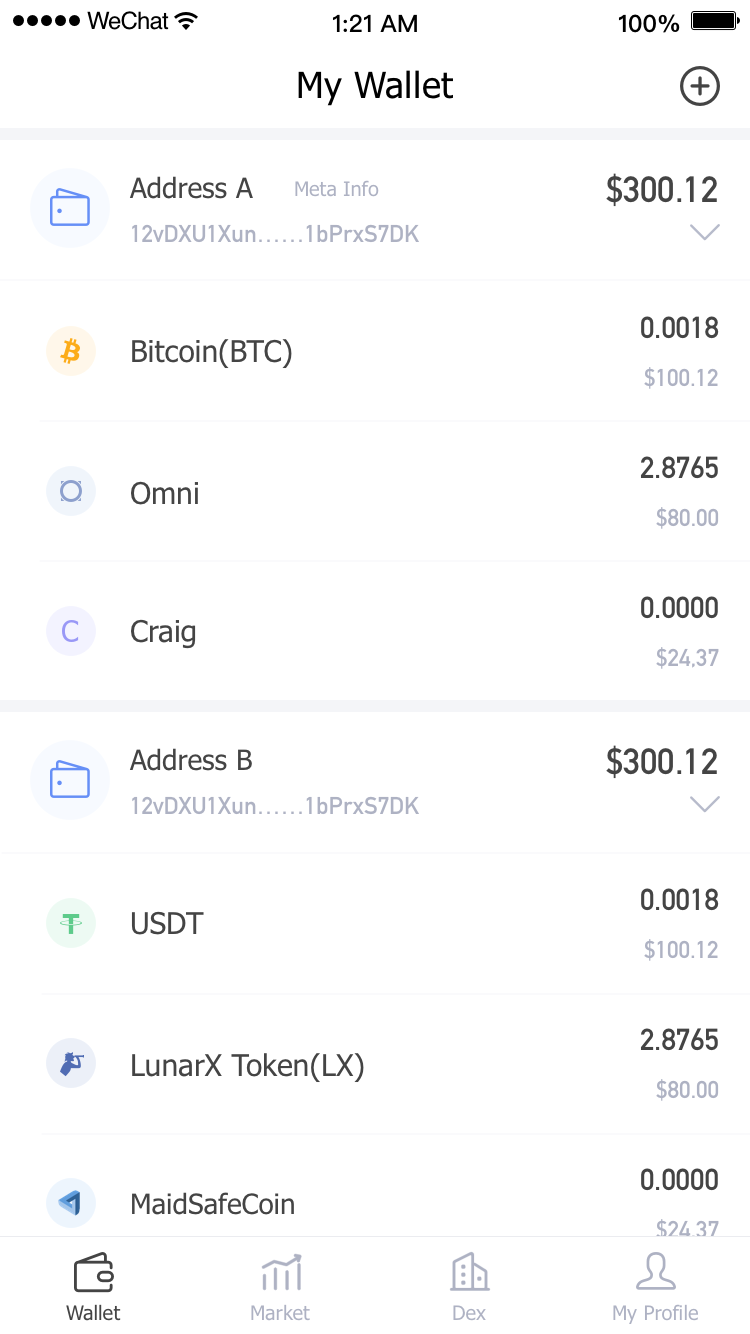 WeChat 1:21 AM 100%
My Wallet
Address A Meta Info $300.12
12vDXU1Xun......1bPrxS7DK
Bitcoin(BTC) 0.0018
$100.12
Omni 2.8765
$80.00
C Craig 0.0000
$24,37
Address B $300.12
12vDXU1Xun......1bPrxS7DK
USDT 0.0018
$100.12
LunarX Token(LX) 2.8765
$80.00
MaidSafeCoin 0.0000
$24.37
Wallet Market Dex My Profile